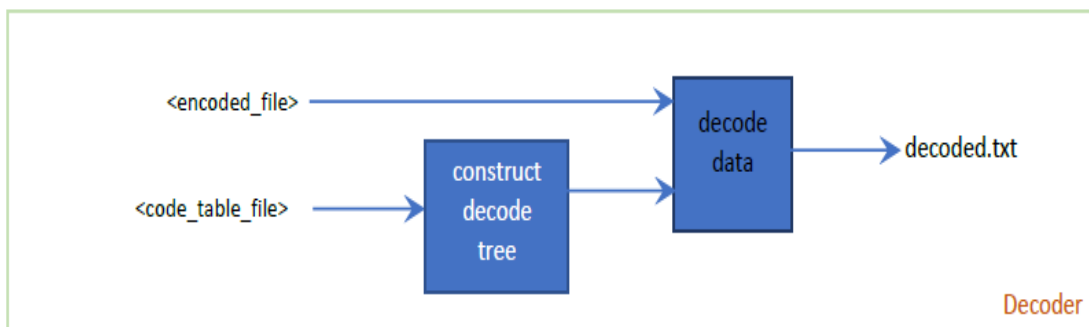 <encoded_file>
decode
data
decoded.txt
construct
decode
tree
<code_table_file>
Decoder